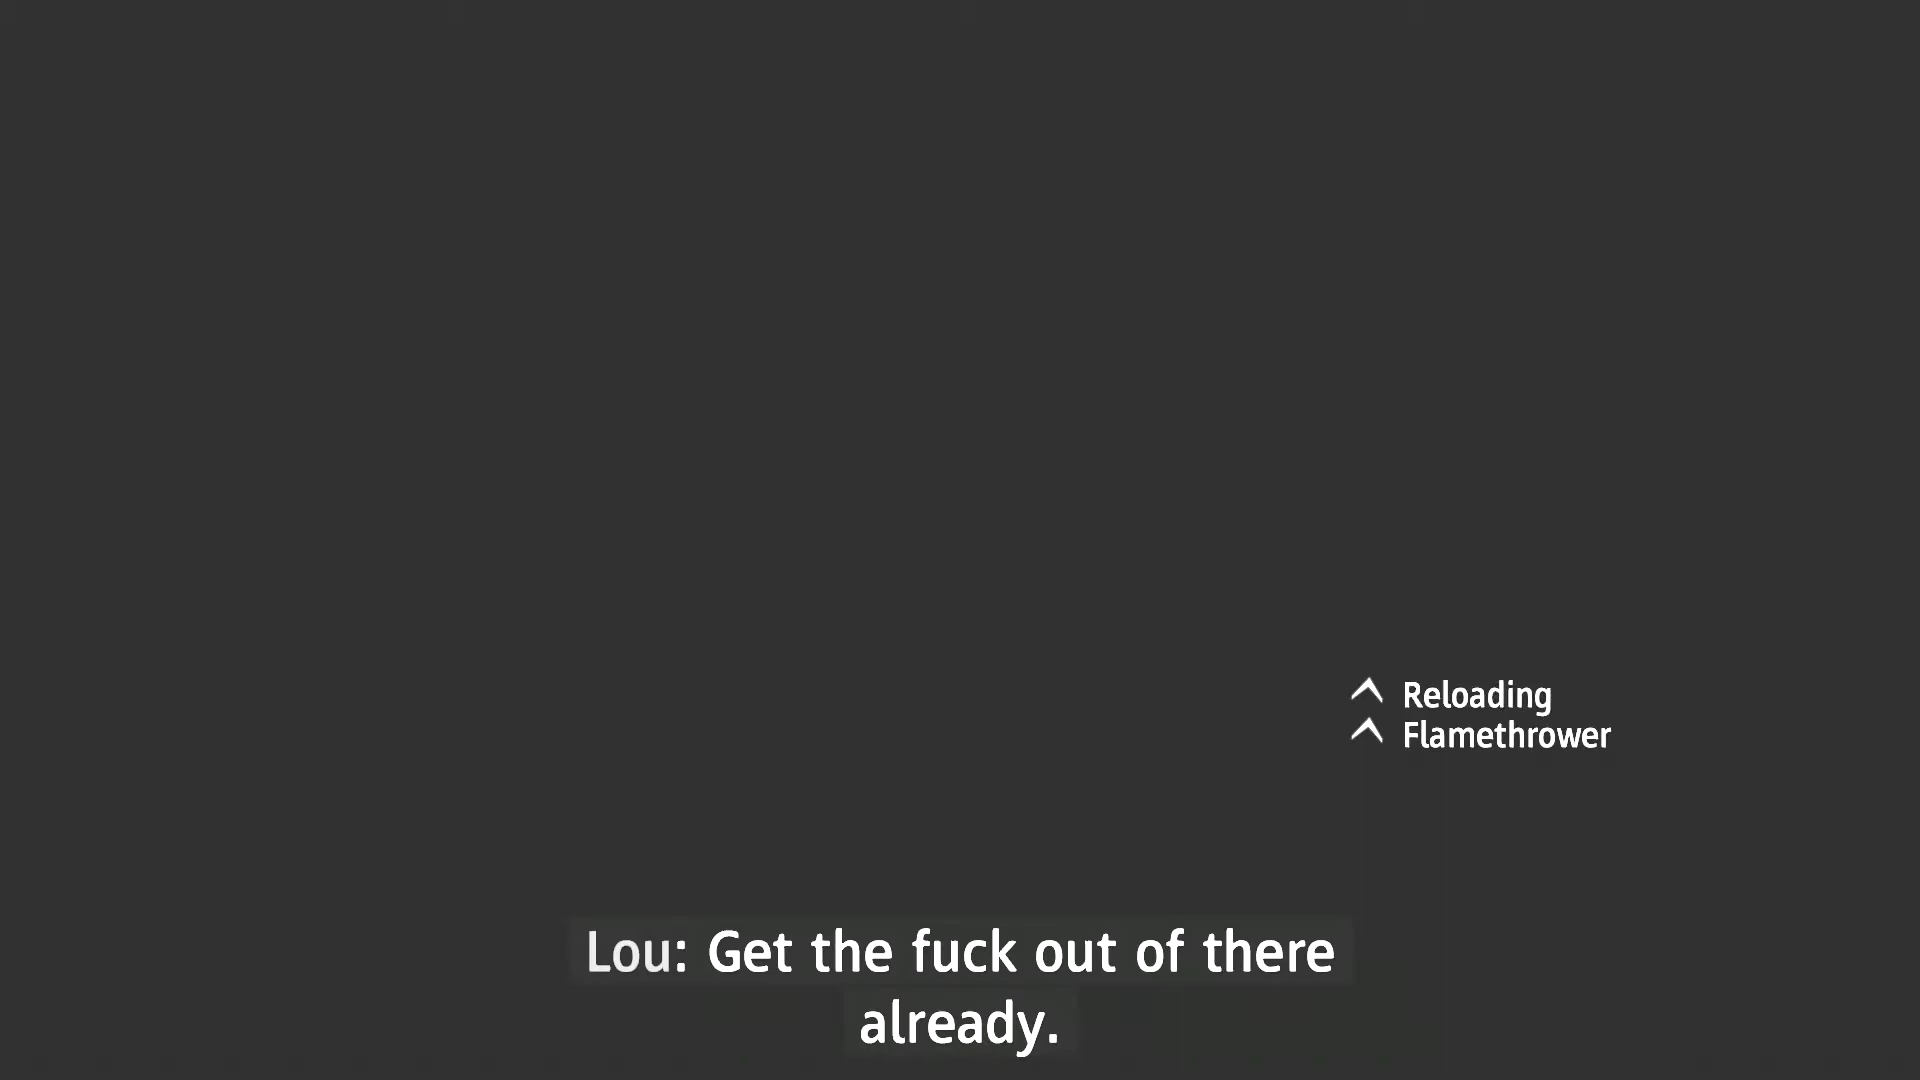 Reloading
Flamethrower
Lou: Get the fuck out of there
already.